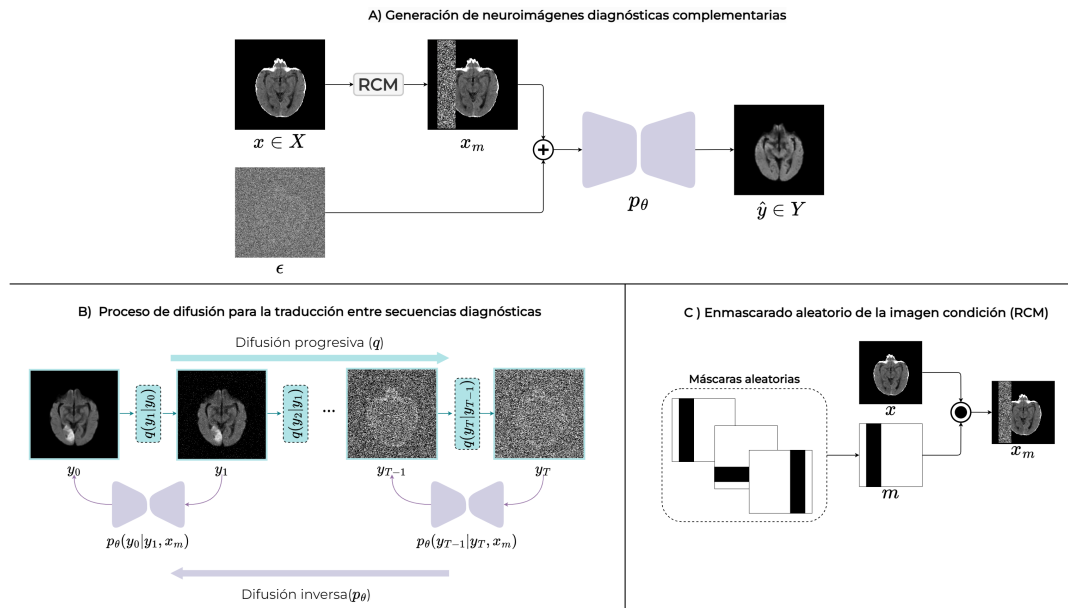 A) Generación de neuroimágenes diagnósticas complementarias
RCM
x ∈ X
x_m
+
p_θ
ŷ ∈ Y
ϵ
B) Proceso de difusión para la traducción entre secuencias diagnósticas
Difusión progresiva (q)
q(y_1|y_0)
q(y_2|y_1)
...
q(y_T|y_{T-1})
y_0
y_1
y_{T-1}
y_T
p_θ(y_0|y_1, x_m)
p_θ(y_{T-1}|y_T, x_m)
Difusión inversa(p_θ)
C ) Enmascarado aleatorio de la imagen condición (RCM)
Máscaras aleatorias
x
m
x_m